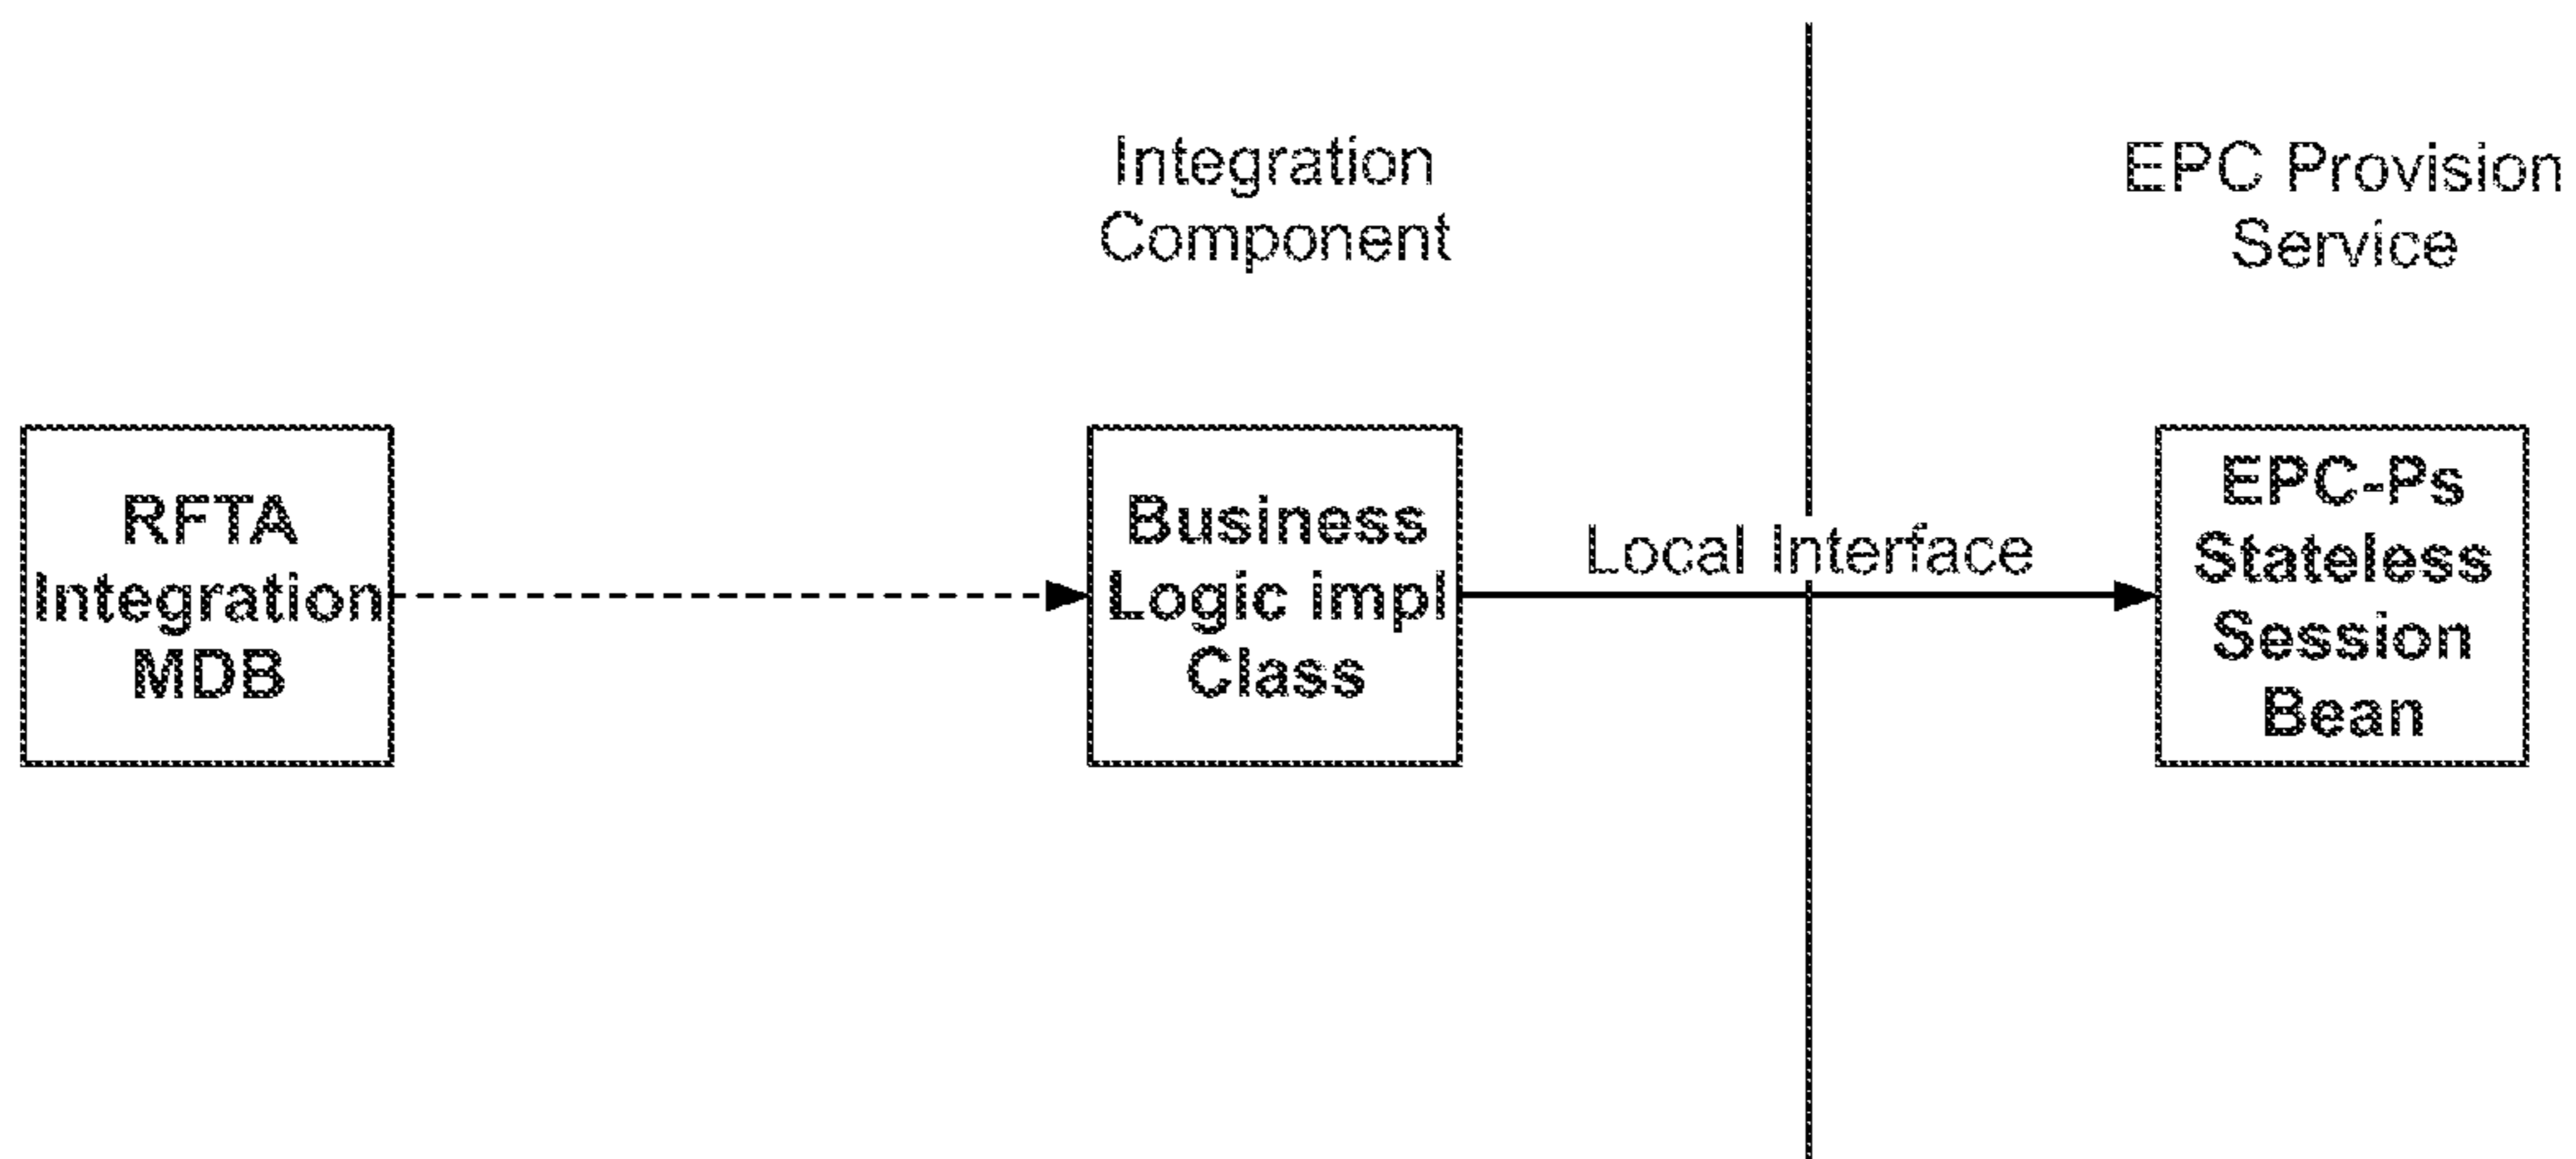 Integration
Component
EPC Provision
Service
RFTA
Integration
MDB
Business
Logic impl
Class
Local Interface
EPC-Ps
Stateless
Session
Bean